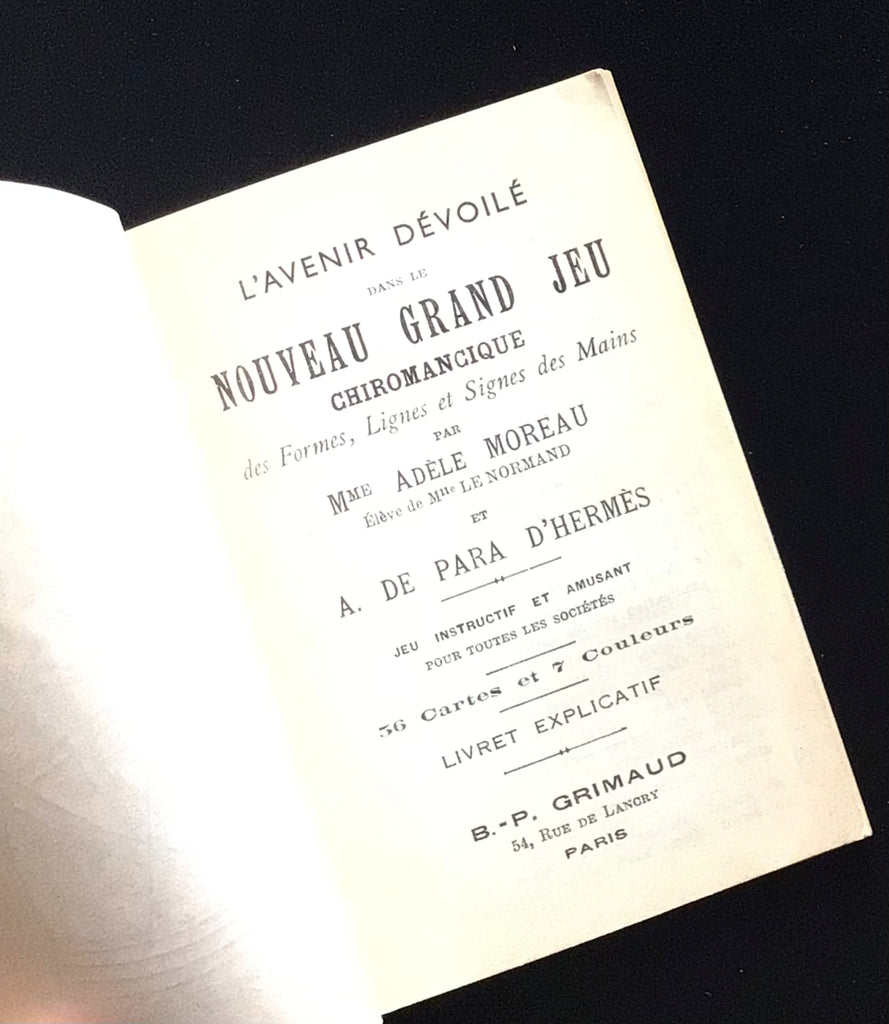 L'AVENIR DÉVOILÉ
DANS LE
NOUVEAU GRAND JEU
CHIROMANCIQUE
des Formes, Lignes et Signes des Mains
PAR
MME ADÈLE MOREAU
Élève de Mlle LE NORMAND
ET
A. DE PARA D'HERMÈS
JEU INSTRUCTIF ET AMUSANT
POUR TOUTES LES SOCIÉTÉS
56 Cartes et 7 Couleurs
LIVRET EXPLICATIF
B.-P. GRIMAUD
54, RUE DE LANCRY
PARIS